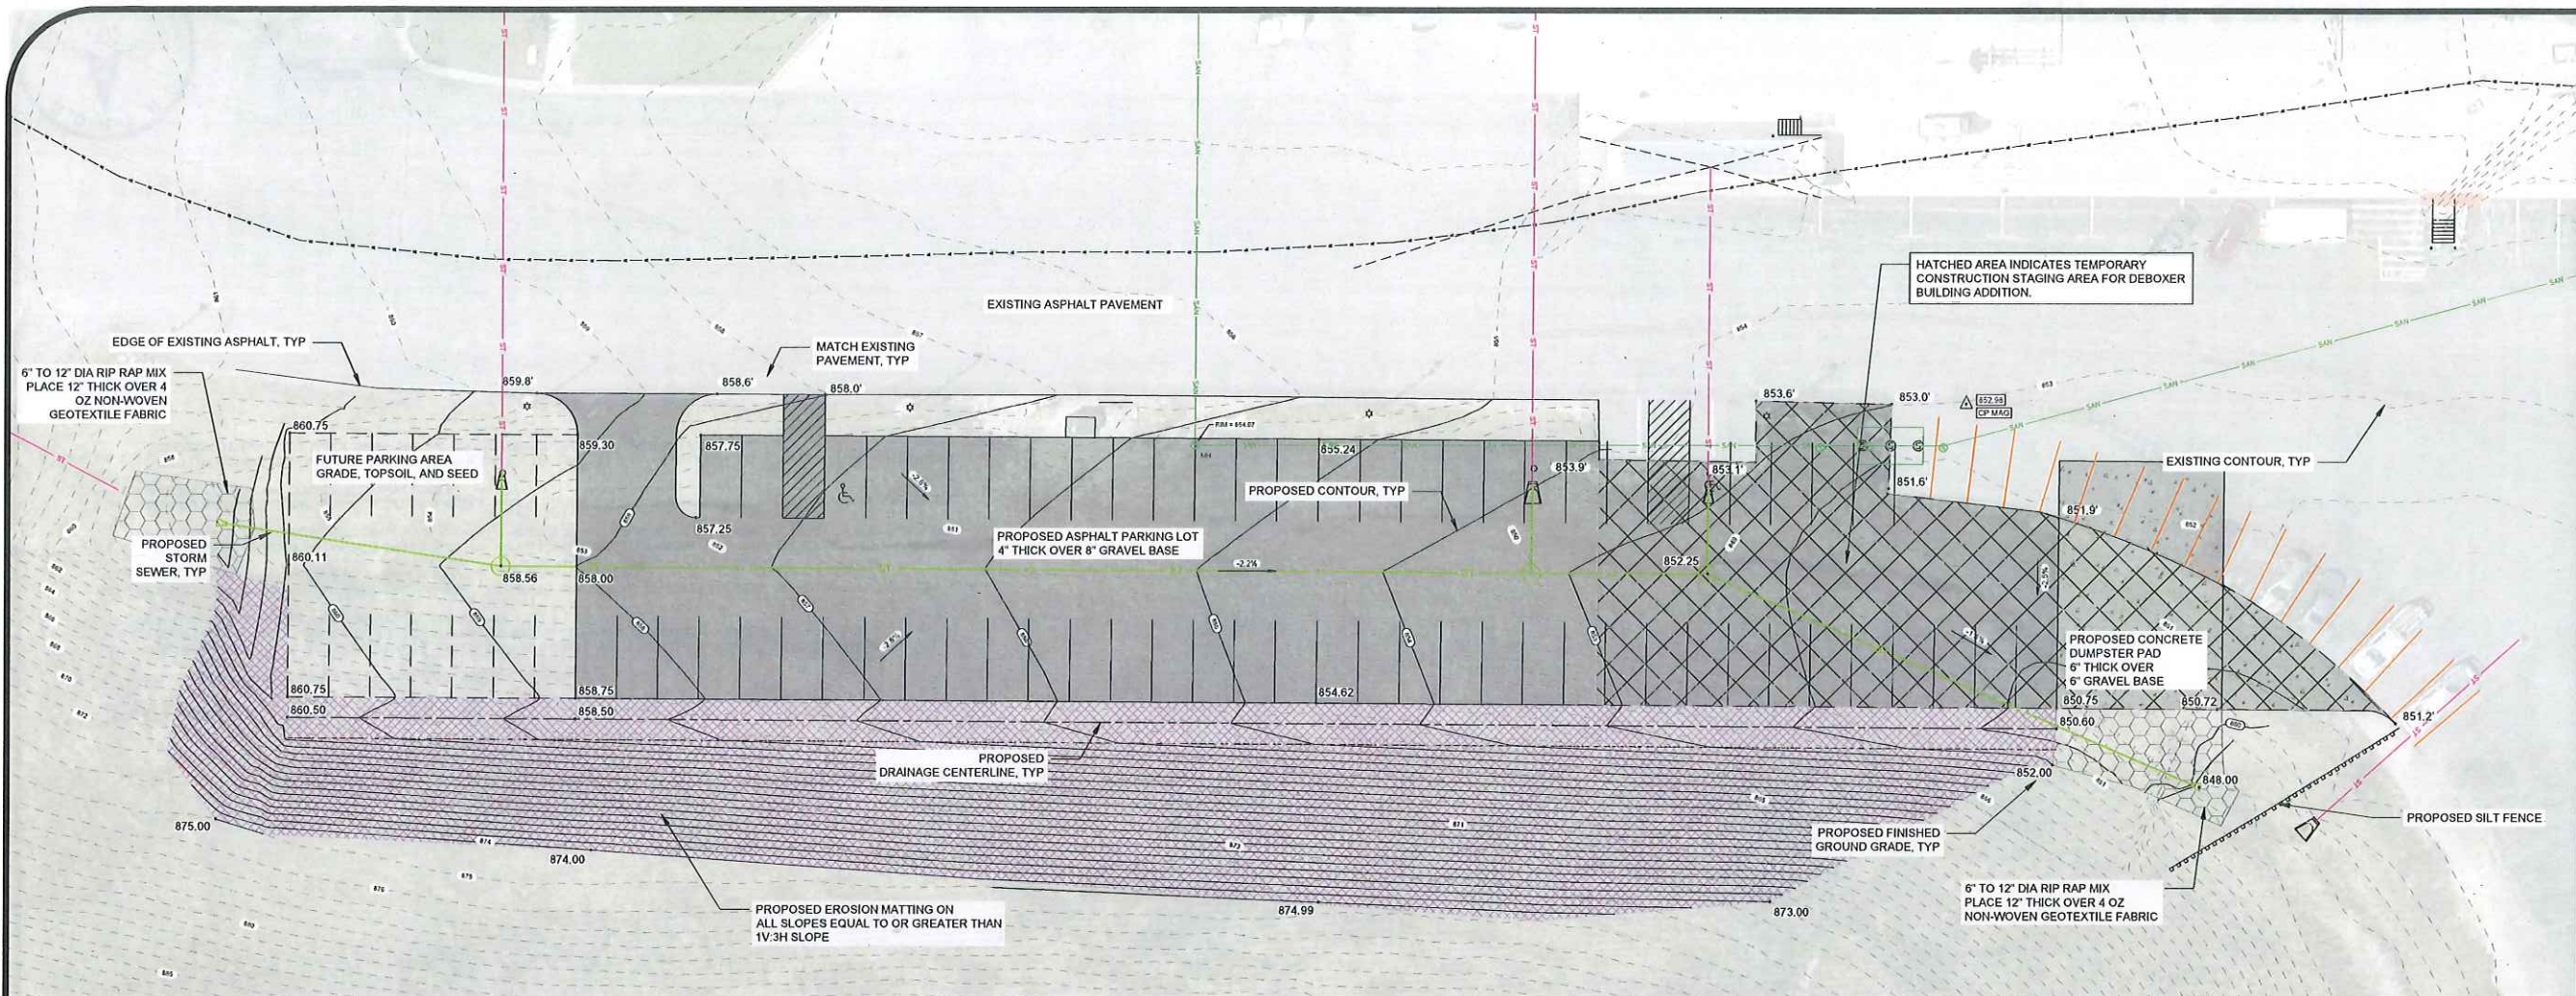 HATCHED AREA INDICATES TEMPORARY
CONSTRUCTION STAGING AREA FOR DEBOXER
BUILDING ADDITION.
EXISTING ASPHALT PAVEMENT
EDGE OF EXISTING ASPHALT, TYP
MATCH EXISTING
PAVEMENT, TYP
6" TO 12" DIA RIP RAP MIX
PLACE 12" THICK OVER 4
OZ NON-WOVEN
GEOTEXTILE FABRIC
859.8'
858.6'
858.0'
853.6'
853.0'
852.98
CP MAG
860.75
859.30
857.75
RIM = 854.07
MH
855.24
853.9'
853.1'
EXISTING CONTOUR, TYP
FUTURE PARKING AREA
GRADE, TOPSOIL, AND SEED
PROPOSED CONTOUR, TYP
851.6'
851.9'
857.25
PROPOSED ASPHALT PARKING LOT
4" THICK OVER 8" GRAVEL BASE
PROPOSED
STORM
SEWER, TYP
860.11
858.56
858.00
-2.2%
852.25
PROPOSED CONCRETE
DUMPSTER PAD
6" THICK OVER
6" GRAVEL BASE
860.75
860.50
858.75
858.50
854.62
850.75
850.72
850.60
851.2'
PROPOSED
DRAINAGE CENTERLINE, TYP
852.00
848.00
875.00
PROPOSED FINISHED
GROUND GRADE, TYP
PROPOSED SILT FENCE
874.00
874.99
873.00
PROPOSED EROSION MATTING ON
ALL SLOPES EQUAL TO OR GREATER THAN
1V:3H SLOPE
6" TO 12" DIA RIP RAP MIX
PLACE 12" THICK OVER 4 OZ
NON-WOVEN GEOTEXTILE FABRIC